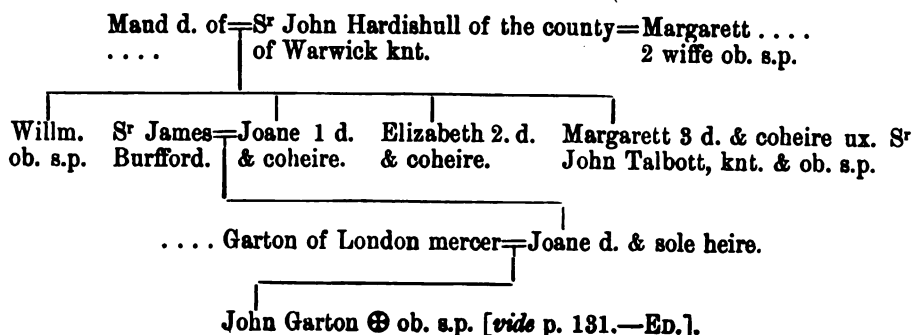 Mand d. of=Sr John Hardishull of the county=Margarett ....
.... of Warwick knt. 2 wiffe ob. s.p.
Willm. Sr James=Joane 1 d. Elizabeth 2. d. Margarett 3 d. & coheire ux. Sr
ob. s.p. Burfford. & coheire. & coheire. John Talbott, knt. & ob. s.p.
.... Garton of London mercer=Joane d. & sole heire.
John Garton ⊕ ob. s.p. [vide p. 131.—ED.].